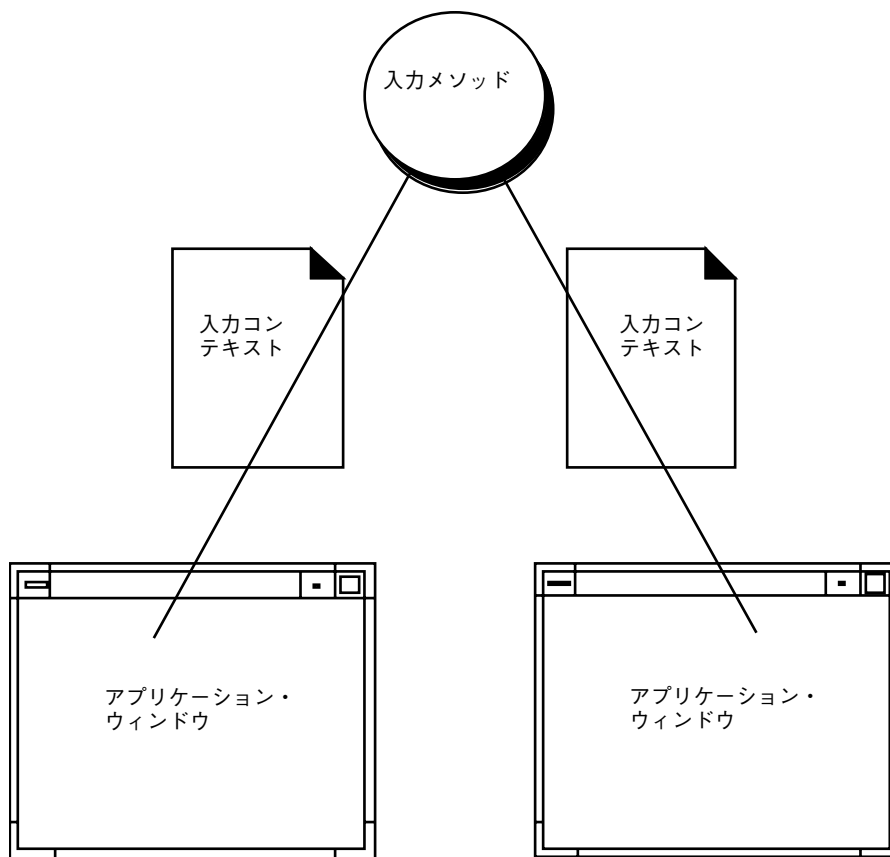 入力メソッド
入力コン
テキスト
入力コン
テキスト
アプリケーション・
ウィンドウ
アプリケーション・
ウィンドウ